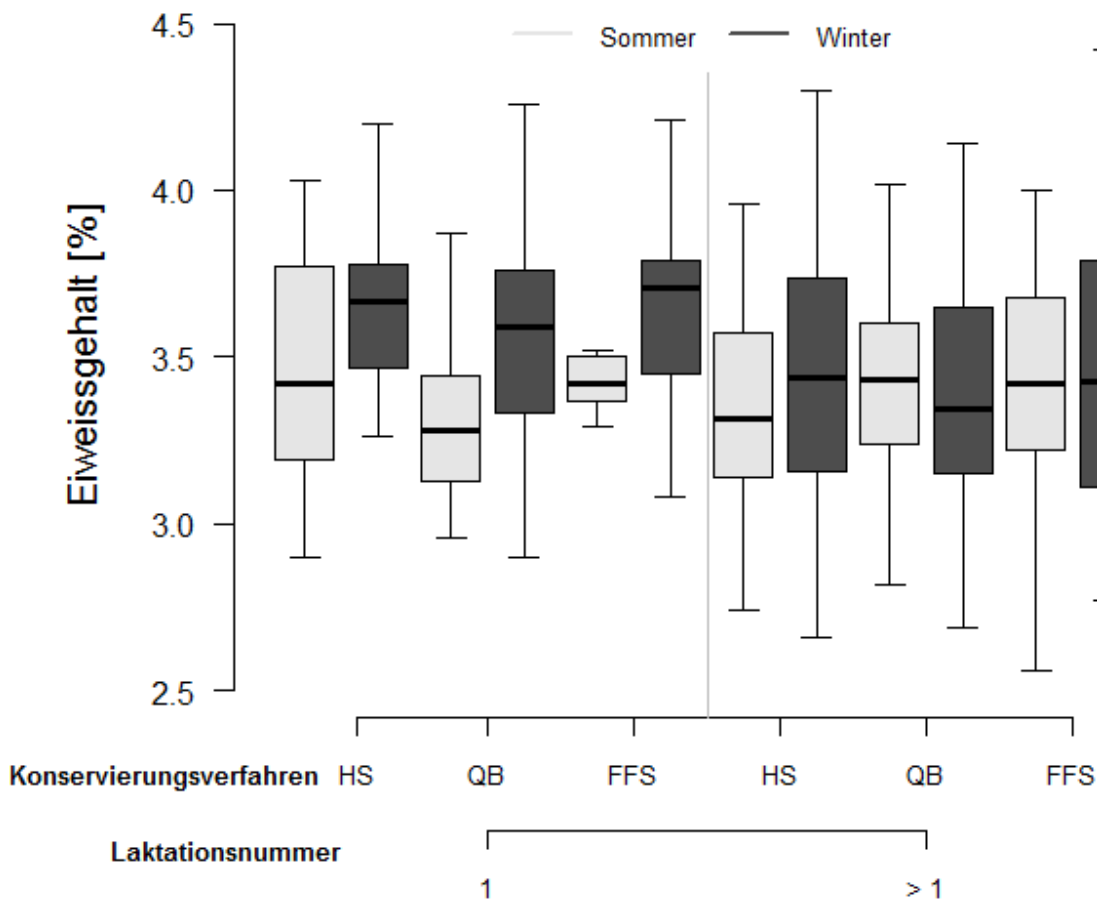 4.5
Sommer Winter
4.0
3.5
3.0
2.5
Eiweissgehalt [%]
Konservierungsverfahren HS QB FFS HS QB FFS
Laktationsnummer
1 > 1